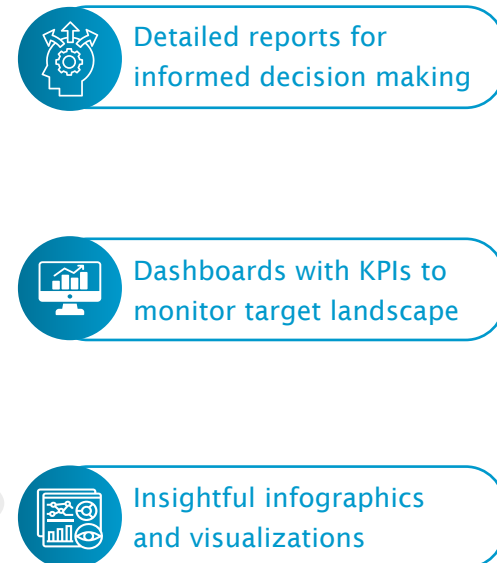 Detailed reports for
informed decision making
Dashboards with KPIs to
monitor target landscape
Insightful infographics
and visualizations